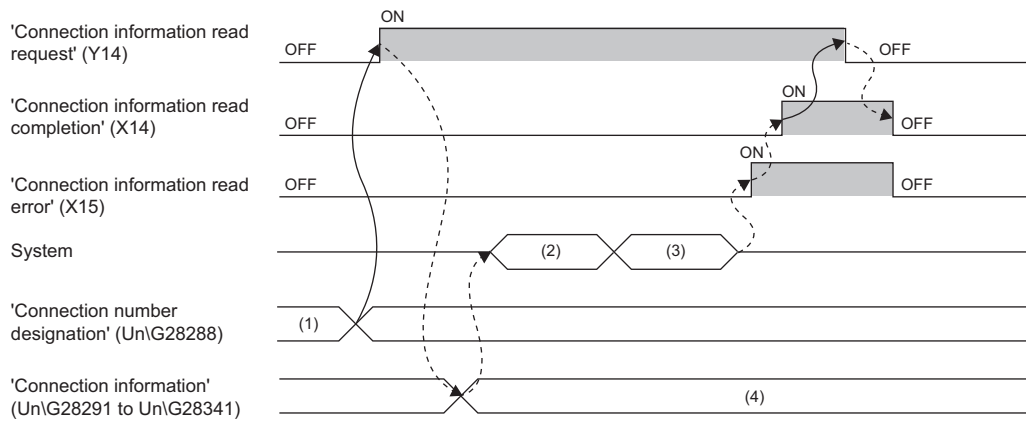 ON
'Connection information read
request' (Y14)
OFF
OFF
ON
'Connection information read
completion' (X14)
OFF
OFF
ON
'Connection information read
error' (X15)
OFF
OFF
System
(2)
(3)
'Connection number
designation' (Un\G28288)
(1)
'Connection information'
(Un\G28291 to Un\G28341)
(4)